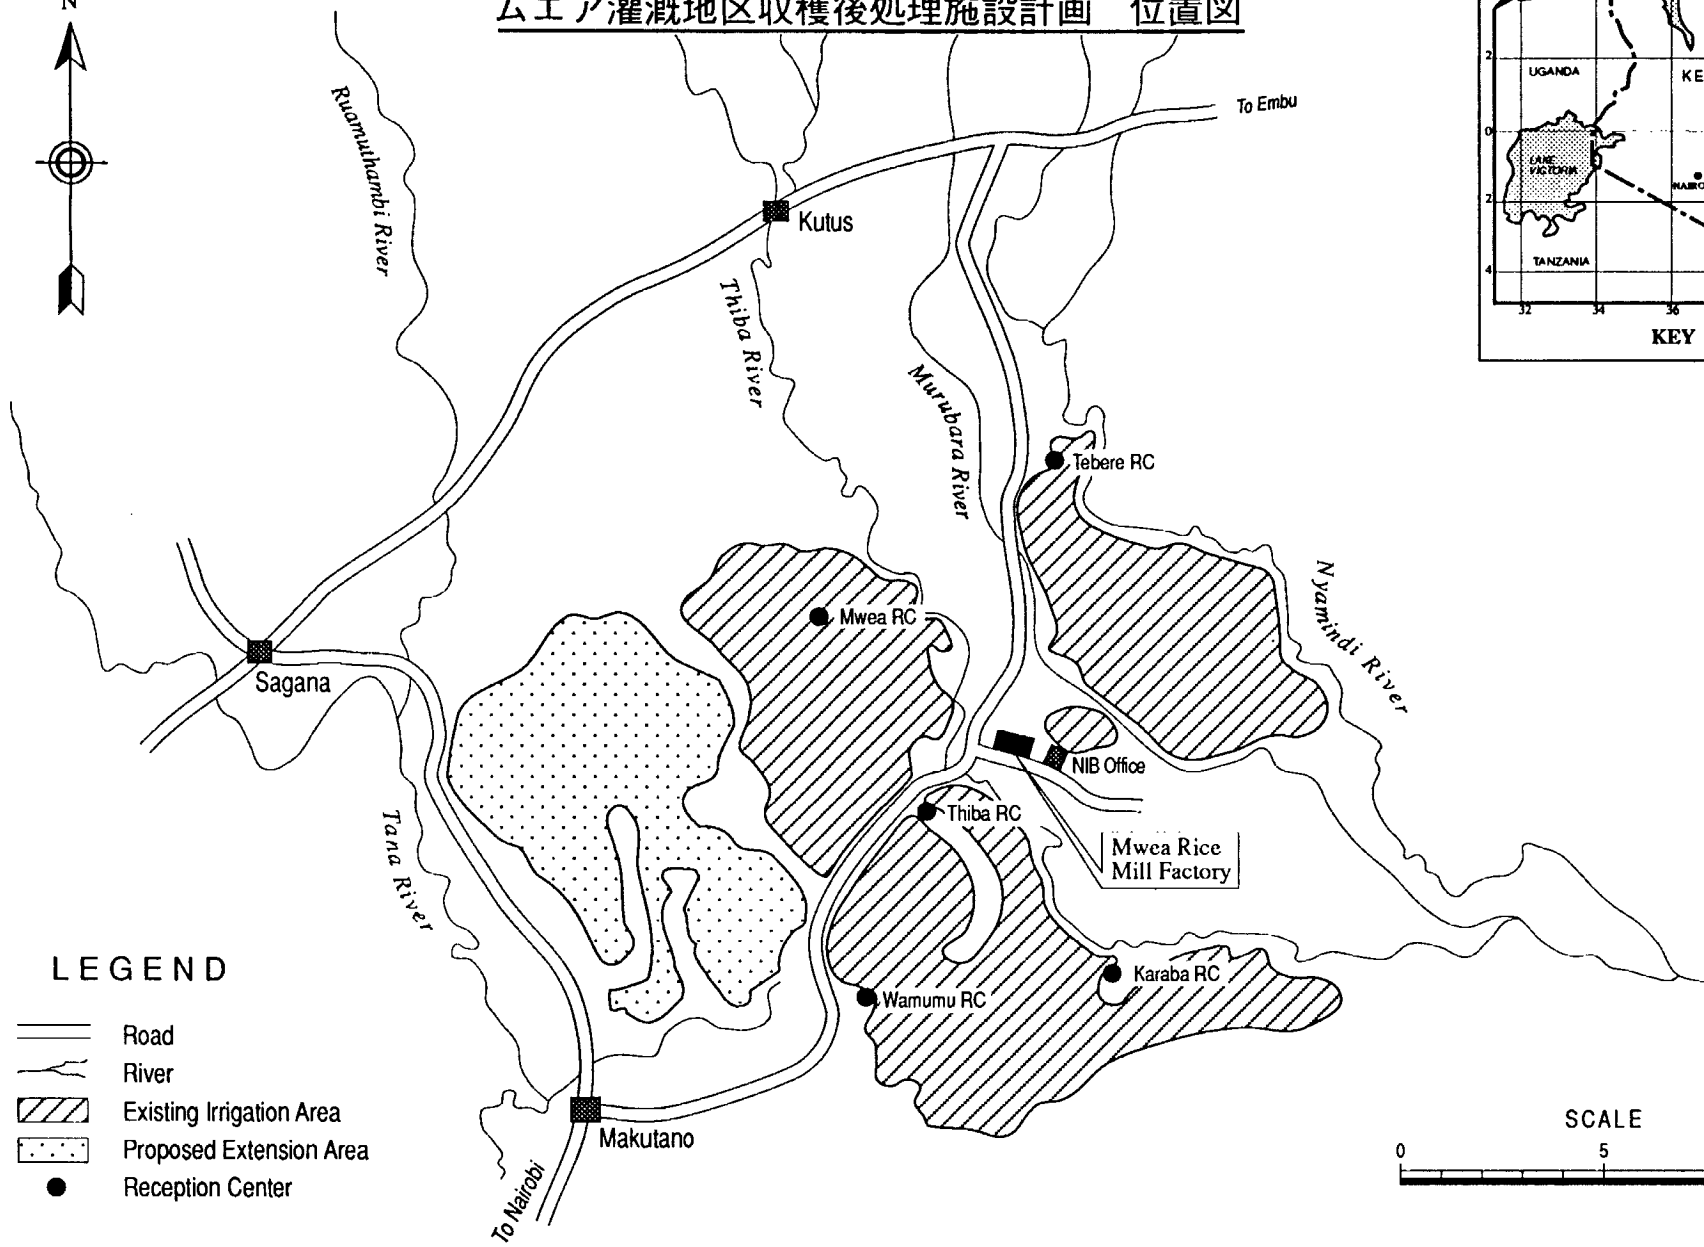 N
ムエア灌漑地区収穫後処理施設計画 位置図
To Embu
Ruamuthambi River
Kutus
Thiba River
Murubara River
Tebere RC
Nyamindi River
Mwea RC
Sagana
NIB Office
Thiba RC
Mwea Rice
Mill Factory
Tana River
Karaba RC
Wamumu RC
Makutano
To Nairobi
LEGEND
Road
River
Existing Irrigation Area
Proposed Extension Area
Reception Center
SCALE
0 5
2
UGANDA
KE
0
LAKE
VICTORIA
NAIRO
2
TANZANIA
4
32 34 36
KEY